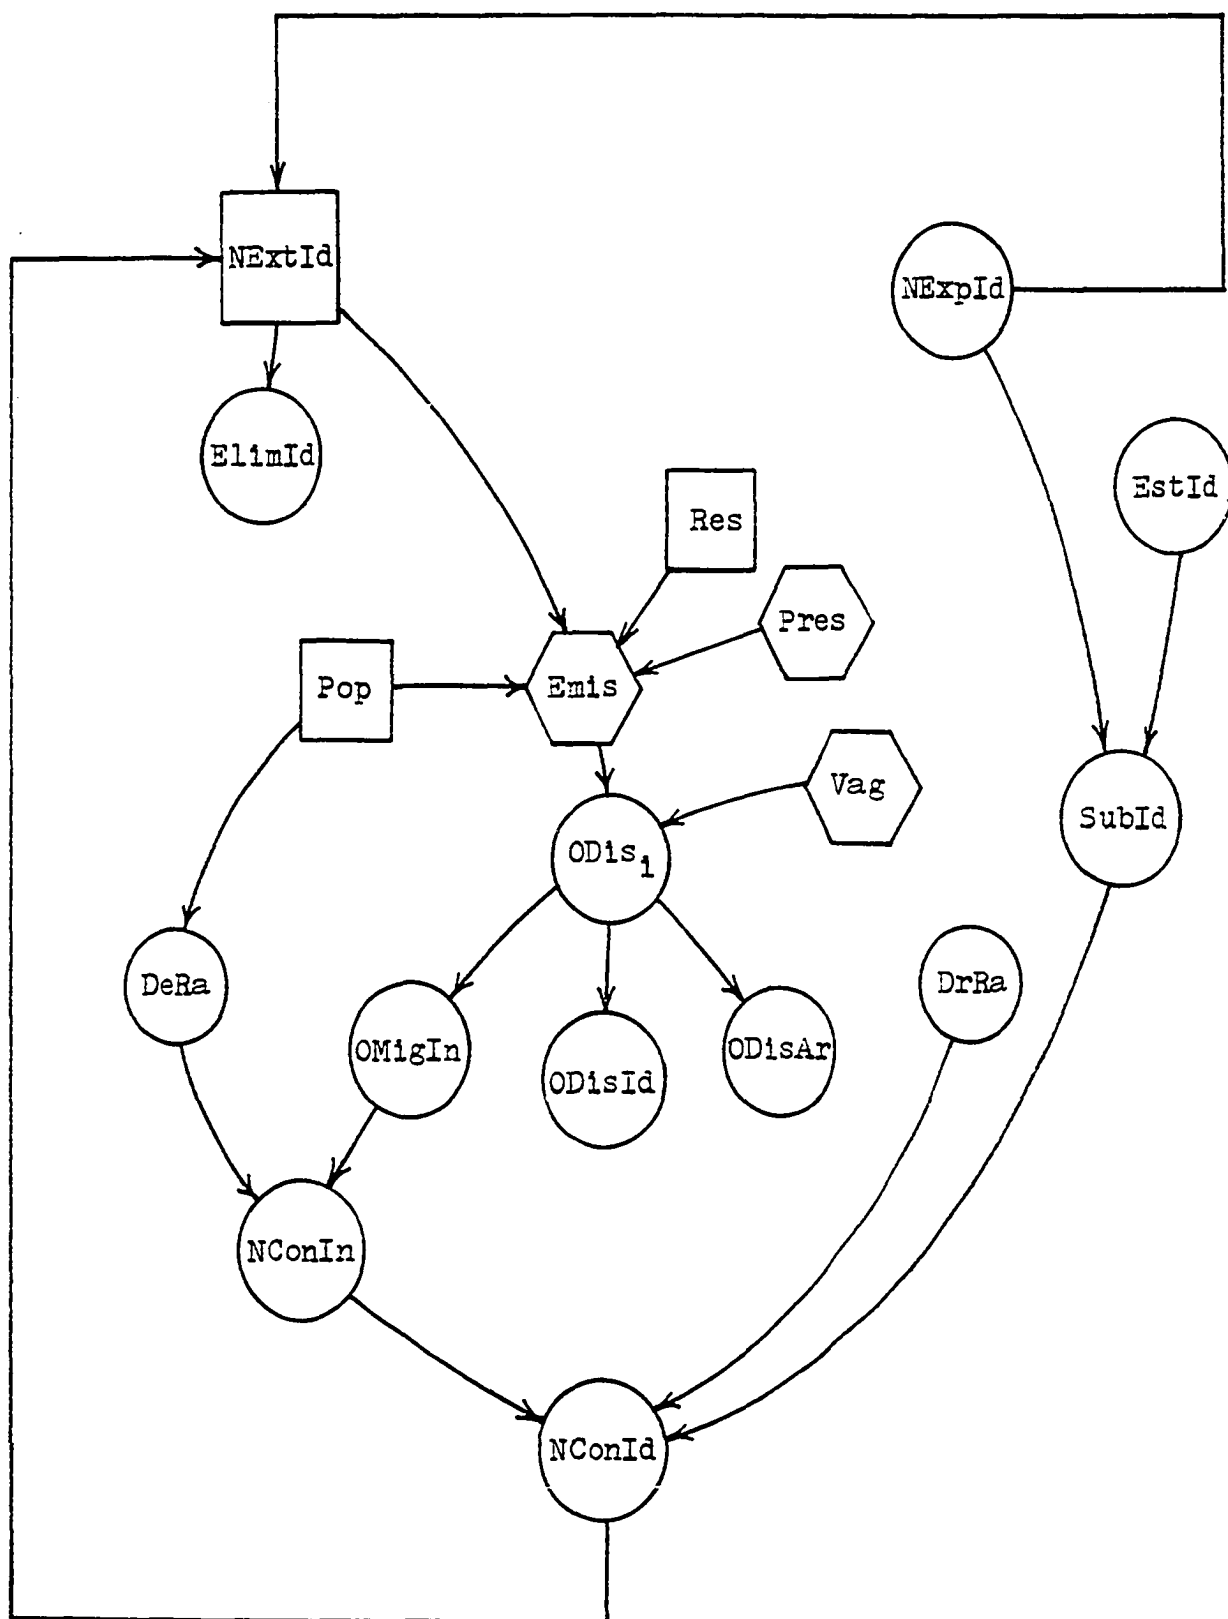 NExtId
NExpId
ElimId
EstId
Res
Pres
Pop
Emis
Vag
SubId
ODis1
DeRa
DrRa
OMigIn
ODisId
ODisAr
NConIn
NConId